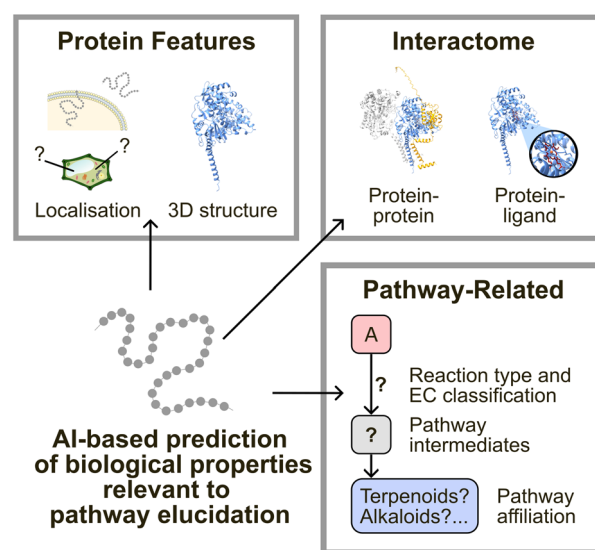 Protein Features
?
?
Localisation
3D structure
Interactome
Protein-
protein
Protein-
ligand
AI-based prediction
of biological properties
relevant to
pathway elucidation
Pathway-Related
A
?
Reaction type and
EC classification
?
Pathway
intermediates
Terpenoids?
Alkaloids?...
Pathway
affiliation